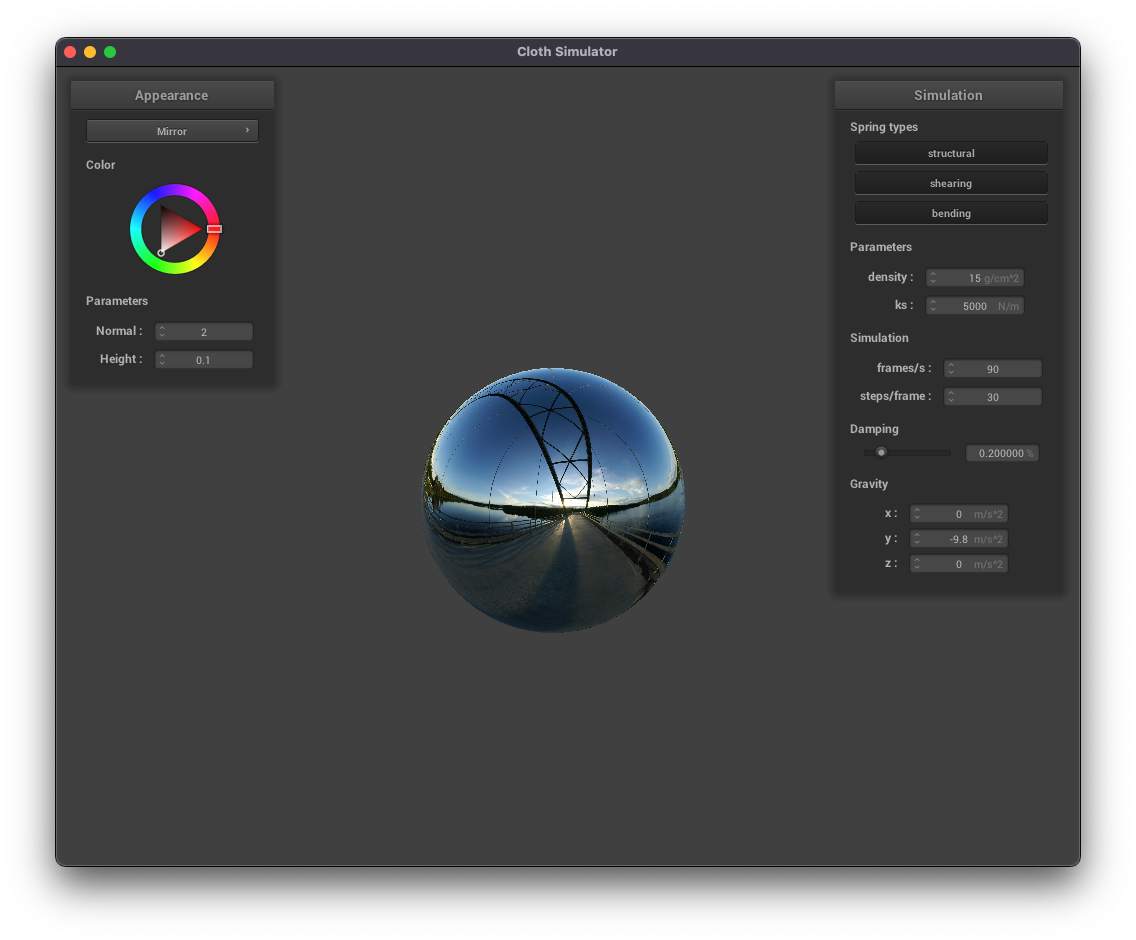 Cloth Simulator
Appearance
Mirror
Color
Parameters
Normal : 2
Height : 0.1
Simulation
Spring types
structural
shearing
bending
Parameters
density : 15 g/cm^2
ks : 5000 N/m
Simulation
frames/s : 90
steps/frame : 30
Damping
0.200000 %
Gravity
x : 0 m/s^2
y : -9.8 m/s^2
z : 0 m/s^2